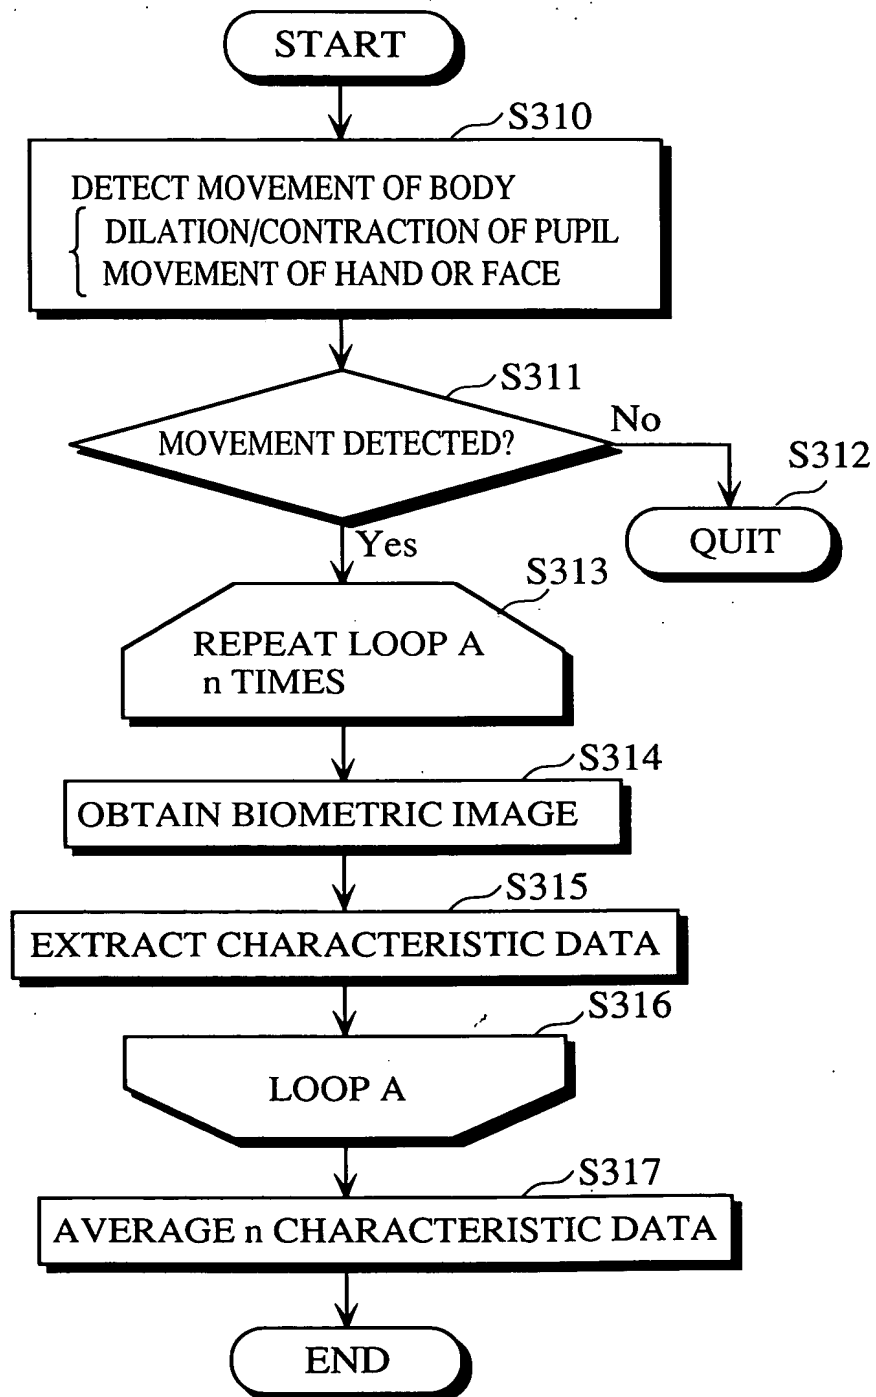 START
S310
DETECT MOVEMENT OF BODY
DILATION/CONTRACTION OF PUPIL
MOVEMENT OF HAND OR FACE
S311
MOVEMENT DETECTED?
No
S312
QUIT
Yes
S313
REPEAT LOOP A
n TIMES
S314
OBTAIN BIOMETRIC IMAGE
S315
EXTRACT CHARACTERISTIC DATA
S316
LOOP A
S317
AVERAGE n CHARACTERISTIC DATA
END